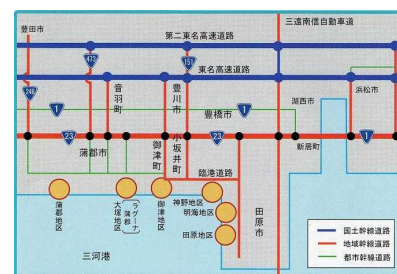 三遠南信自動車道
豊田市
第二東名高速道路
473
151
東名高速道路
248
音羽町
豊川市
浜松市
1
1
湖西市
豊橋市
23
23
1
蒲郡市
御津町
小坂井町
新居町
臨港道路
蒲郡地区
ラグーナ蒲郡
大塚地区
御津地区
神野地区
明海地区
田原地区
田原市
三河港
国土幹線道路
地域幹線道路
都市幹線道路